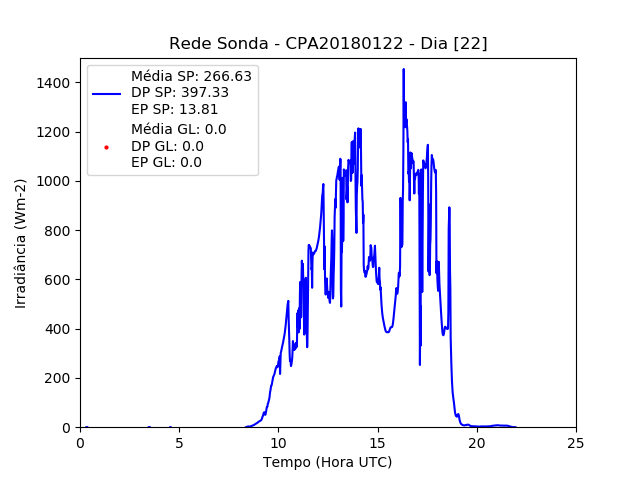 Rede Sonda - CPA20180122 - Dia [22]
Média SP: 266.63
DP SP: 397.33
EP SP: 13.81
Média GL: 0.0
DP GL: 0.0
EP GL: 0.0
Irradiância (Wm-2)
1400
1200
1000
800
600
400
200
0
0 5 10 15 20 25
Tempo (Hora UTC)